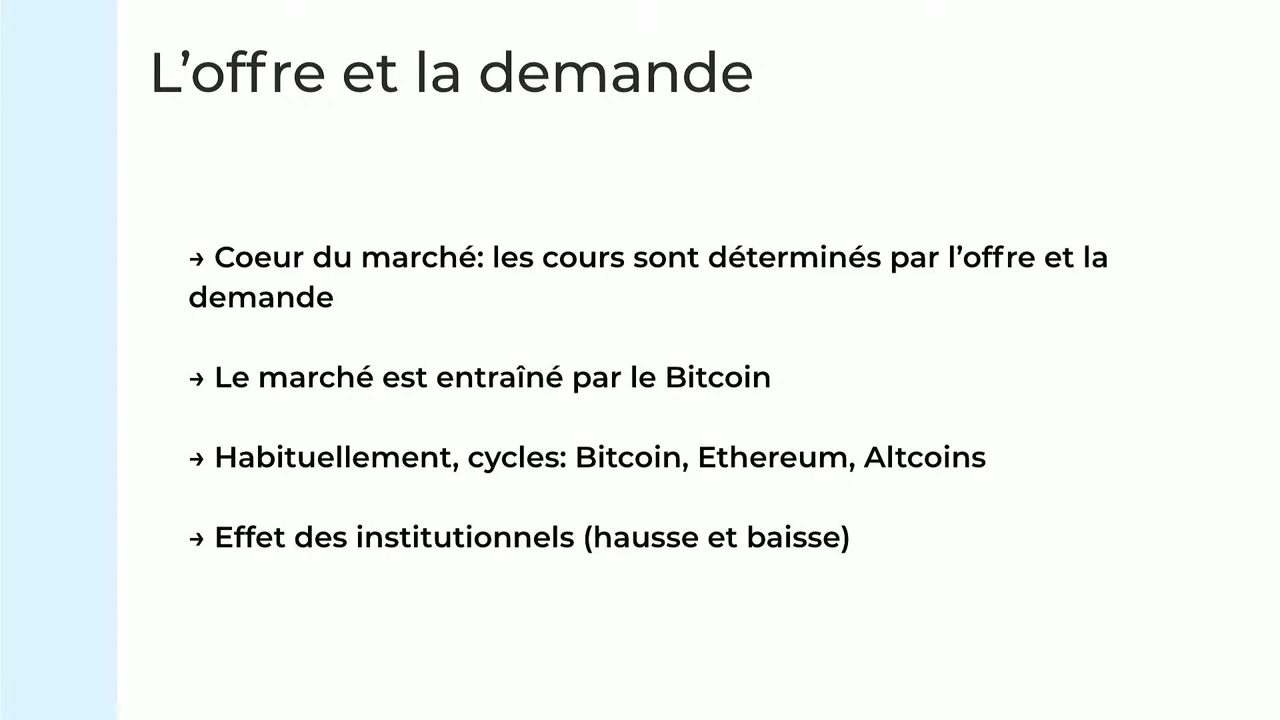 L’offre et la demande
→ Coeur du marché: les cours sont déterminés par l’offre et la
demande
→ Le marché est entraîné par le Bitcoin
→ Habituellement, cycles: Bitcoin, Ethereum, Altcoins
→ Effet des institutionnels (hausse et baisse)